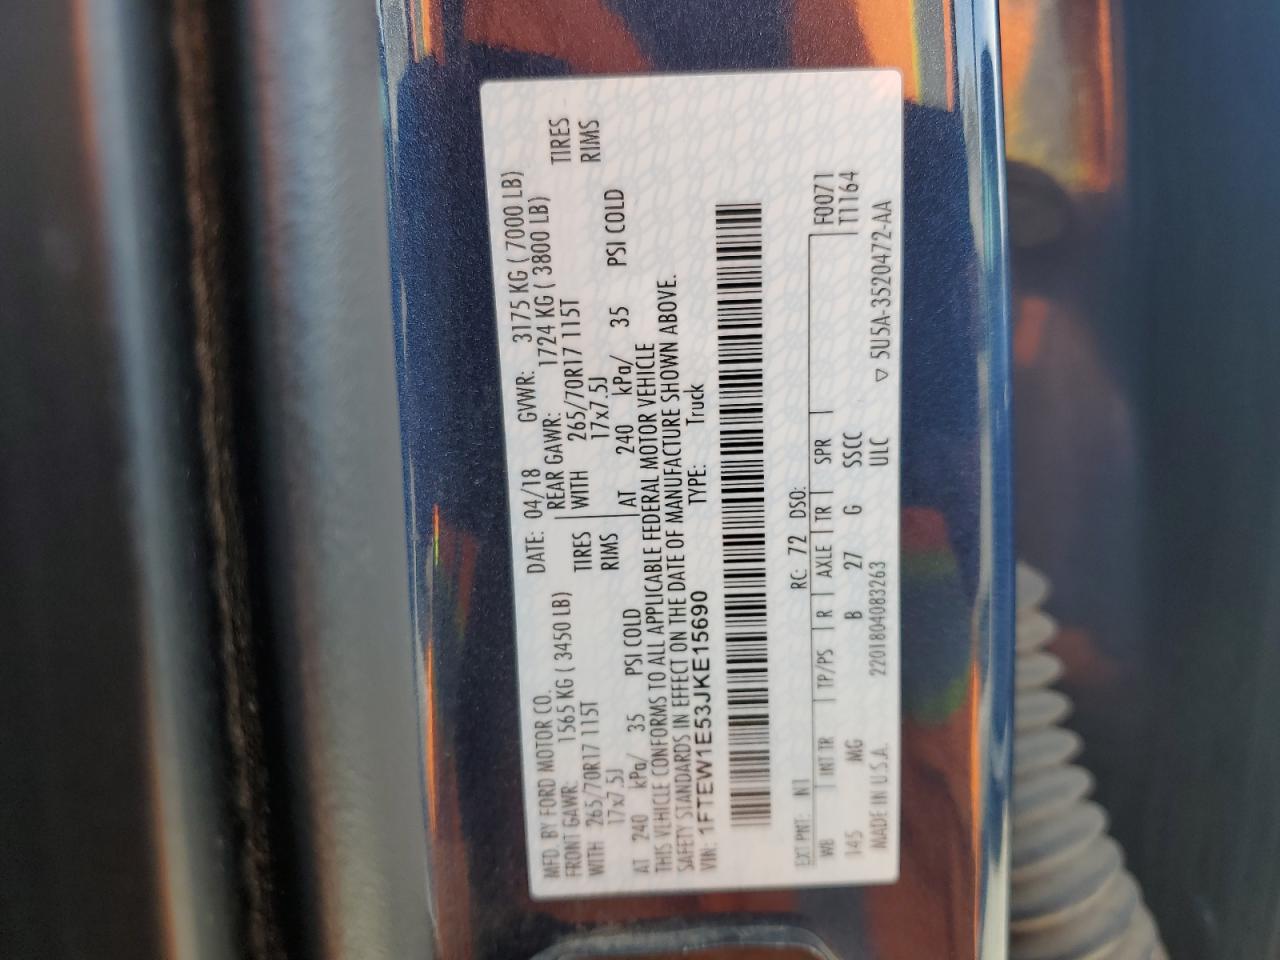 MFD. BY FORD MOTOR CO.
DATE: 04/18 GVWR: 3175 KG ( 7000 LB)
FRONT GAWR: 1565 KG ( 3450 LB)
REAR GAWR: 1724 KG ( 3800 LB)
WITH 265/70R17 115T TIRES
WITH 265/70R17 115T TIRES
17x7.5J RIMS
17x7.5J RIMS
AT 240 kPa/ 35 PSI COLD
AT 240 kPa/ 35 PSI COLD
THIS VEHICLE CONFORMS TO ALL APPLICABLE FEDERAL MOTOR VEHICLE
SAFETY STANDARDS IN EFFECT ON THE DATE OF MANUFACTURE SHOWN ABOVE.
VIN: 1FTEW1E53JKE15690 TYPE: Truck
EXT PNT: N1 RC: 72 DSO: F0071
WB INT TR TP/PS R AXLE TR SPR T1164
145 MG B 27 G SSCC
MADE IN U.S.A. 2201804083263 ULC ▽ 5U5A-3520472-AA